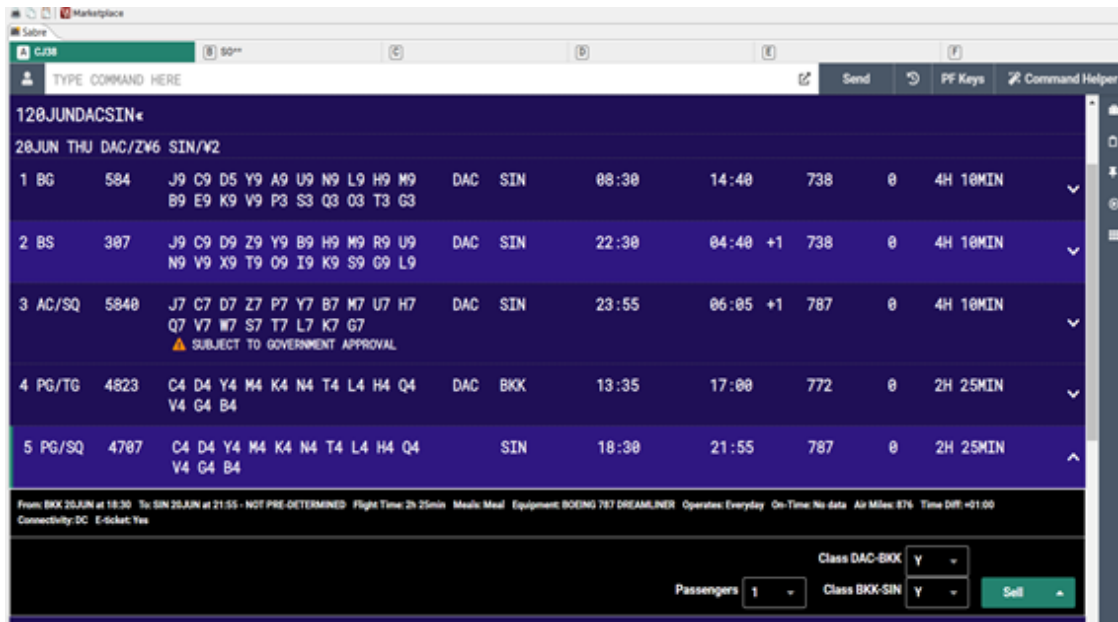 Marketplace
Sabre
A CJ38 B SO** C D E F
TYPE COMMAND HERE Send PF Keys Command Helper
120JUNDACSIN«
20JUN THU DAC/Z¥6 SIN/¥2
1 BG 584 J9 C9 D5 Y9 A9 U9 N9 L9 H9 M9 DAC SIN 08:30 14:40 738 0 4H 10MIN
B9 E9 K9 V9 P3 S3 Q3 O3 T3 G3
2 BS 307 J9 C9 D9 Z9 Y9 B9 H9 M9 R9 U9 DAC SIN 22:30 04:40 +1 738 0 4H 10MIN
N9 V9 X9 T9 O9 I9 K9 S9 G9 L9
3 AC/SQ 5840 J7 C7 D7 Z7 P7 Y7 B7 M7 U7 H7 DAC SIN 23:55 06:05 +1 787 0 4H 10MIN
Q7 V7 W7 S7 T7 L7 K7 G7
SUBJECT TO GOVERNMENT APPROVAL
4 PG/TG 4823 C4 D4 Y4 M4 K4 N4 T4 L4 H4 Q4 DAC BKK 13:35 17:00 772 0 2H 25MIN
V4 G4 B4
5 PG/SQ 4707 C4 D4 Y4 M4 K4 N4 T4 L4 H4 Q4 SIN 18:30 21:55 787 0 2H 25MIN
V4 G4 B4
From: BKK 20JUN at 18:30 To: SIN 20JUN at 21:55 - NOT PRE-DETERMINED Flight Time: 2h 25min Meals: Meal Equipment: BOEING 787 DREAMLINER Operates: Everyday On-Time: No data Air Miles: 876 Time Diff: +01:00
Connectivity: DC E-ticket: Yes
Class DAC-BKK Y
Passengers 1 Class BKK-SIN Y Sell